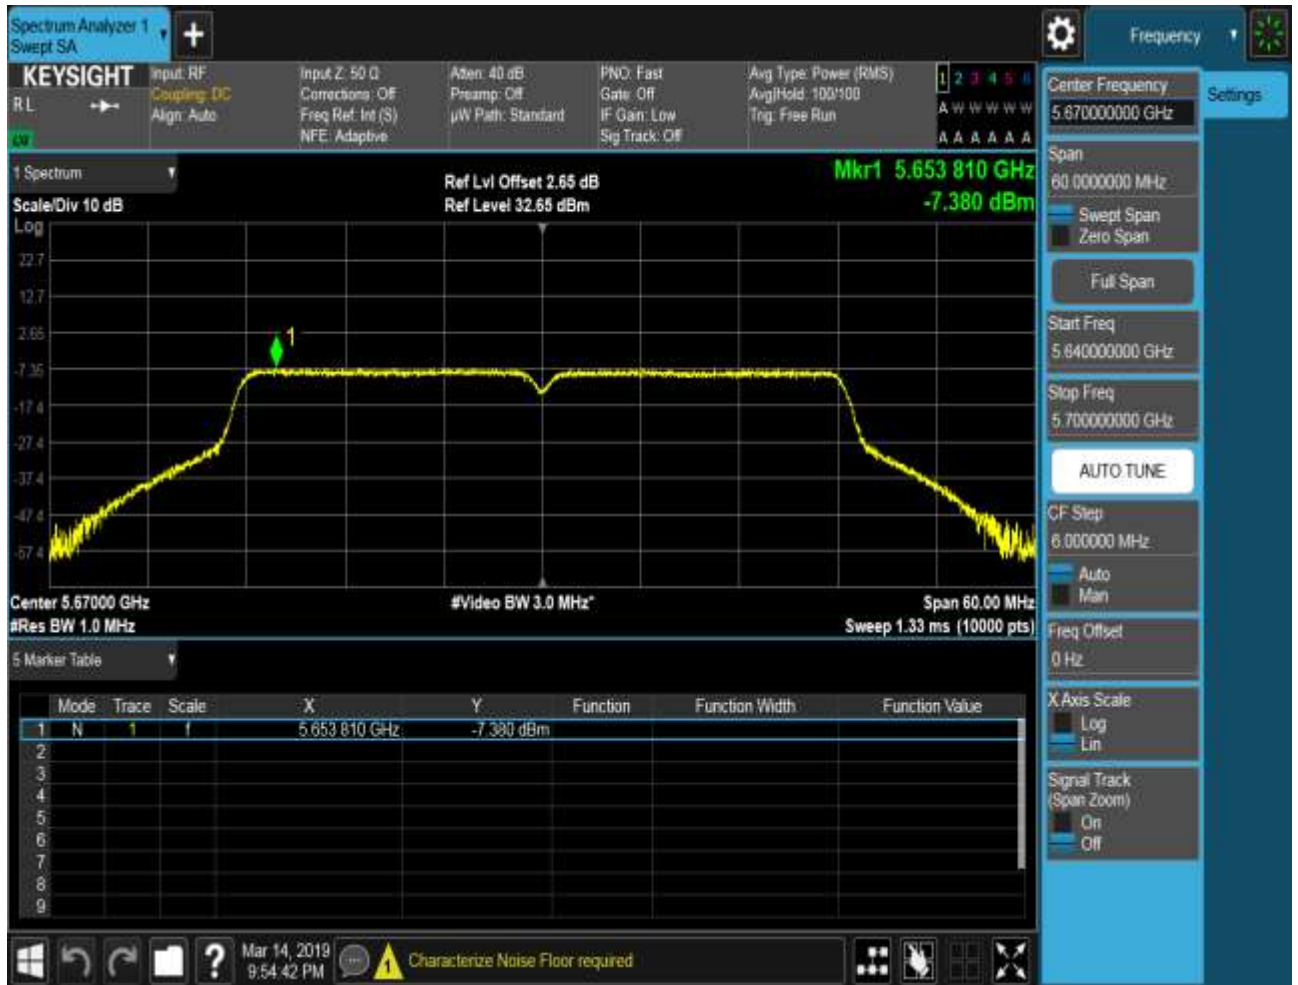 Spectrum Analyzer 1
Swept SA
Frequency
KEYSIGHT
R L
Input: RF
Coupling: DC
Align: Auto
Input Z: 50 Ω
Corrections: Off
Freq Ref: Int (S)
NFE: Adaptive
Atten: 40 dB
Preamp: Off
µW Path: Standard
PNO: Fast
Gate: Off
IF Gain: Low
Sig Track: Off
Avg Type: Power (RMS)
Avg|Hold: 100/100
Trig: Free Run
1 2 3 4 5 6
A W W W W W
A A A A A A
1 Spectrum
Scale/Div 10 dB
Ref Lvl Offset 2.65 dB
Ref Level 32.65 dBm
Mkr1 5.653 810 GHz
-7.380 dBm
Log
22.7
12.7
2.65
-7.35
-17.4
-27.4
-37.4
-47.4
-57.4
1
Center 5.67000 GHz
#Video BW 3.0 MHz*
Span 60.00 MHz
#Res BW 1.0 MHz
Sweep 1.33 ms (10000 pts)
5 Marker Table
Mode Trace Scale X Y Function Function Width Function Value
1 N 1 f 5.653 810 GHz -7.380 dBm
2
3
4
5
6
7
8
9
Mar 14, 2019
9:54:42 PM
1
Characterize Noise Floor required
Center Frequency
5.670000000 GHz
Settings
Span
60.0000000 MHz
Swept Span
Zero Span
Full Span
Start Freq
5.640000000 GHz
Stop Freq
5.700000000 GHz
AUTO TUNE
CF Step
6.000000 MHz
Auto
Man
Freq Offset
0 Hz
X Axis Scale
Log
Lin
Signal Track
(Span Zoom)
On
Off